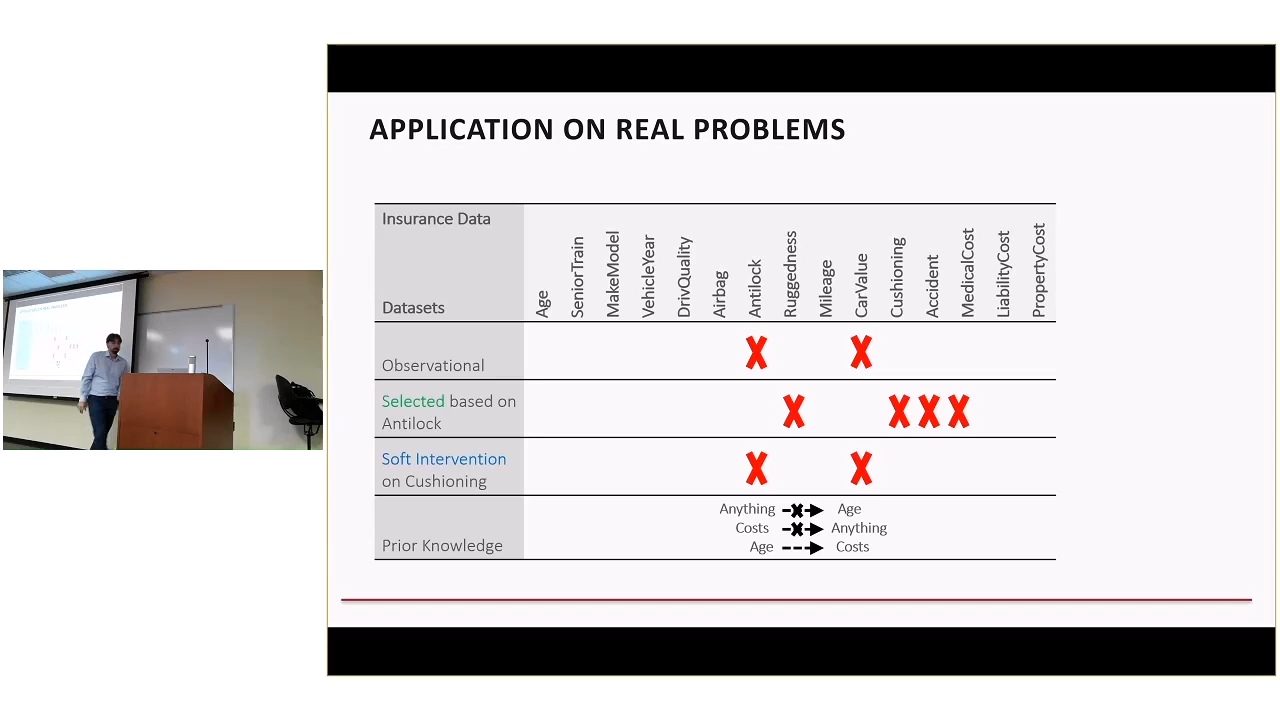 APPLICATION ON REAL PROBLEMS
Insurance Data
Datasets
Age
SeniorTrain
MakeModel
VehicleYear
DrivQuality
Airbag
Antilock
Ruggedness
Mileage
CarValue
Cushioning
Accident
MedicalCost
LiabilityCost
PropertyCost
Observational
Selected based on
Antilock
Soft Intervention
on Cushioning
Prior Knowledge
Anything Age
Costs Anything
Age Costs